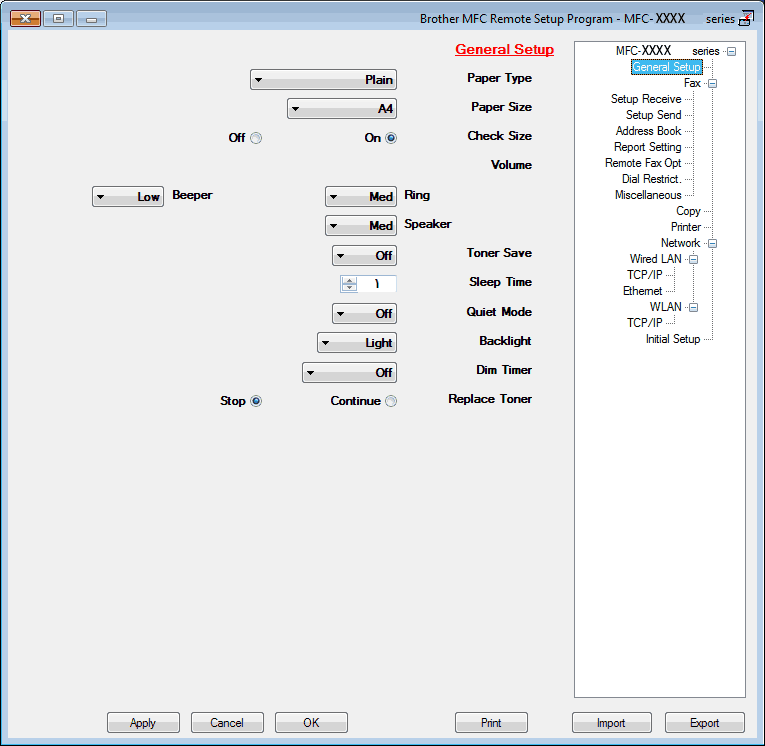 Brother MFC Remote Setup Program - MFC-XXXX series
MFC-XXXX series
General Setup
Fax
Setup Receive
Setup Send
Address Book
Report Setting
Remote Fax Opt
Dial Restrict.
Miscellaneous
Copy
Printer
Network
Wired LAN
TCP/IP
Ethernet
WLAN
TCP/IP
Initial Setup
General Setup
Paper Type Plain
Paper Size A4
Check Size On Off
Volume
Ring Med Beeper Low
Speaker Med
Toner Save Off
Sleep Time ١
Quiet Mode Off
Backlight Light
Dim Timer Off
Replace Toner Continue Stop
Export Import Print OK Cancel Apply